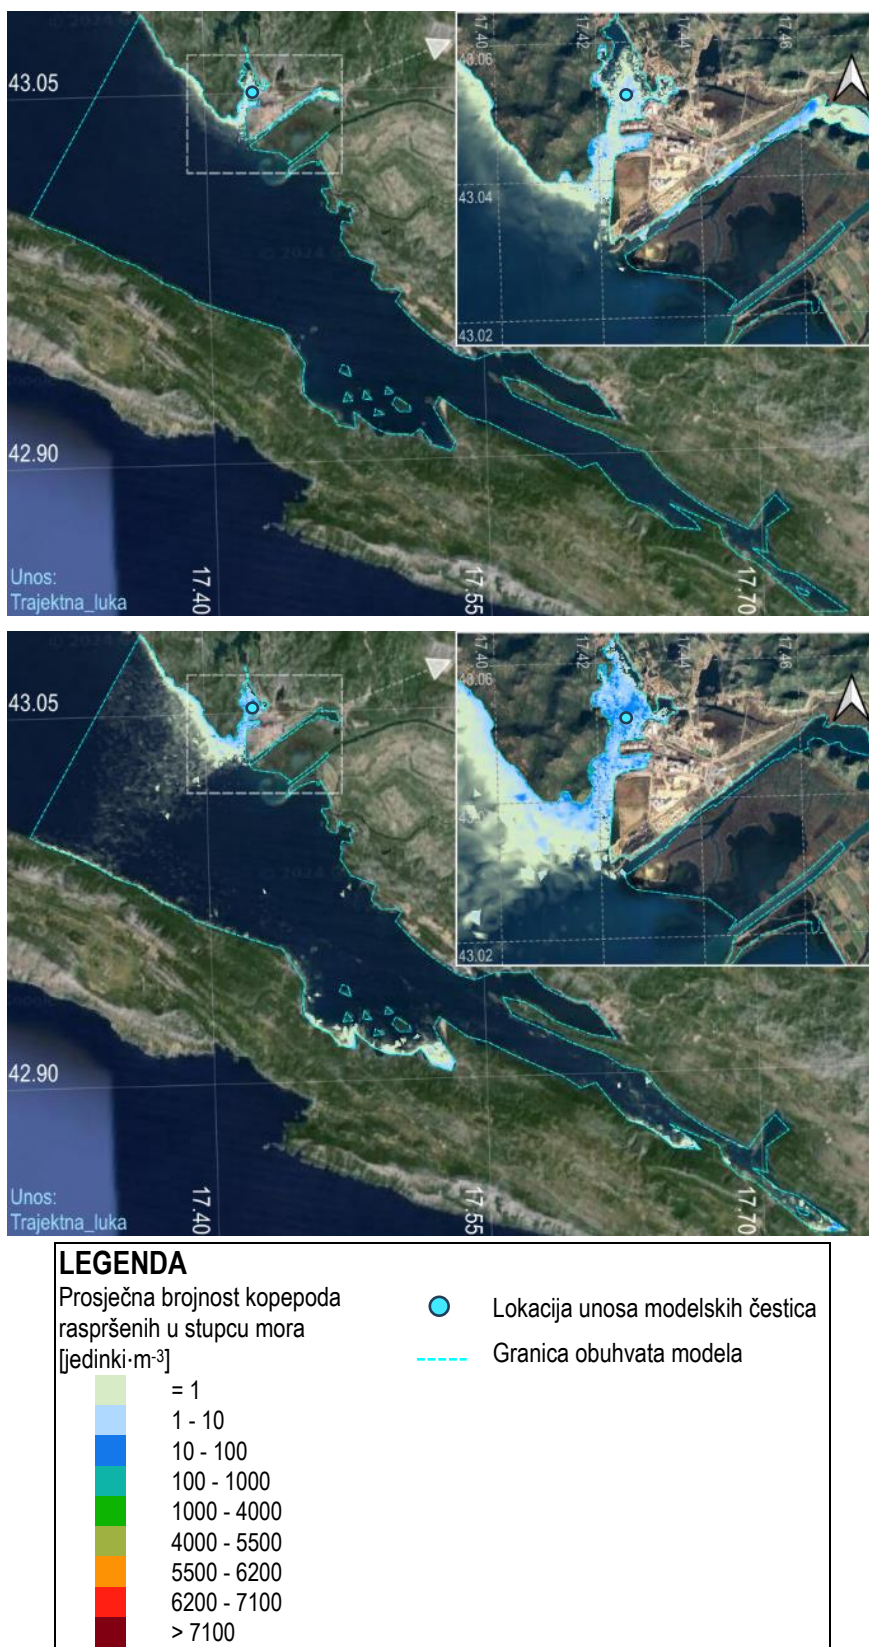 17.40
17.42
17.44
17.46
43.06
43.05
43.04
43.02
42.90
Unos:
Trajektna_luka
17.40
17.55
17.70
17.40
17.42
17.44
17.46
43.06
43.05
43.02
42.90
Unos:
Trajektna_luka
17.40
17.55
17.70
LEGENDA
Prosječna brojnost kopepoda
raspršenih u stupcu mora
[jedinki·m-3]
= 1
1 - 10
10 - 100
100 - 1000
1000 - 4000
4000 - 5500
5500 - 6200
6200 - 7100
> 7100
Lokacija unosa modelskih čestica
Granica obuhvata modela